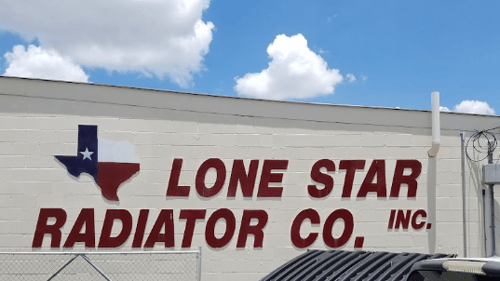 LONE STAR
RADIATOR CO. INC.